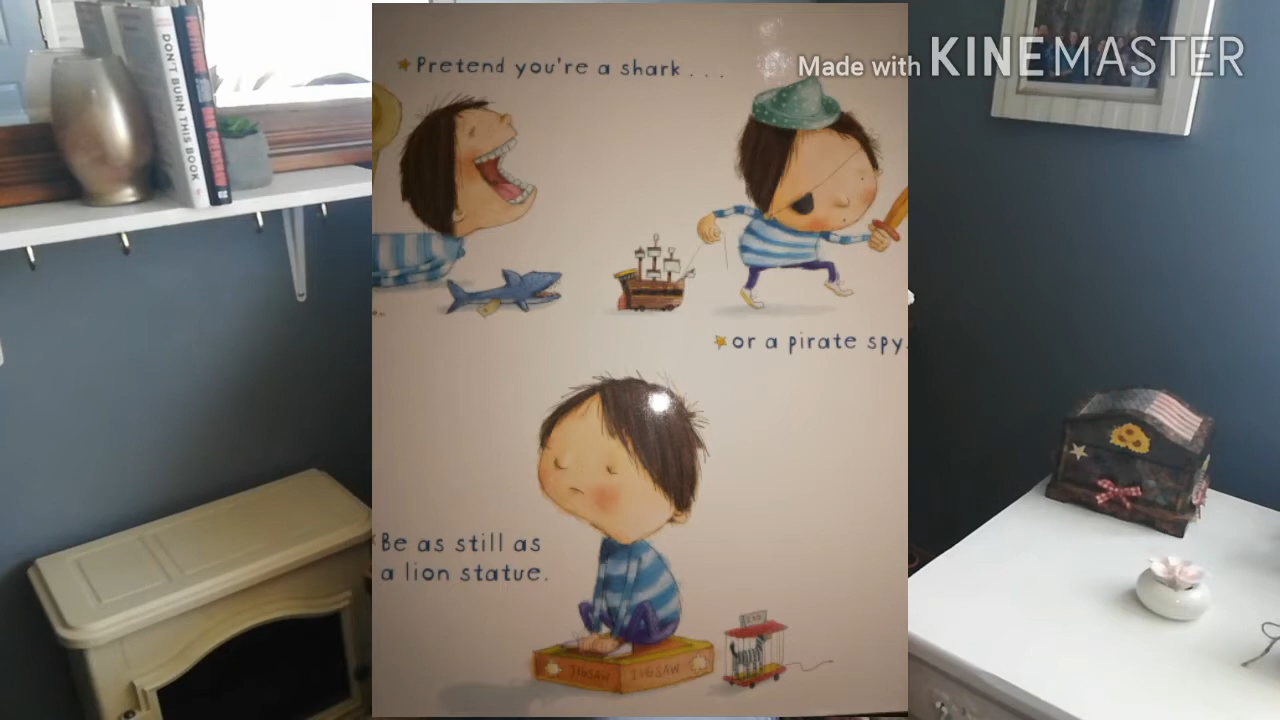 Made with KINEMASTER
DON'T BURN THIS BOOK
Pretend you're a shark . . .
or a pirate spy.
Be as still as
a lion statue.
JIGSAW JIGSAW